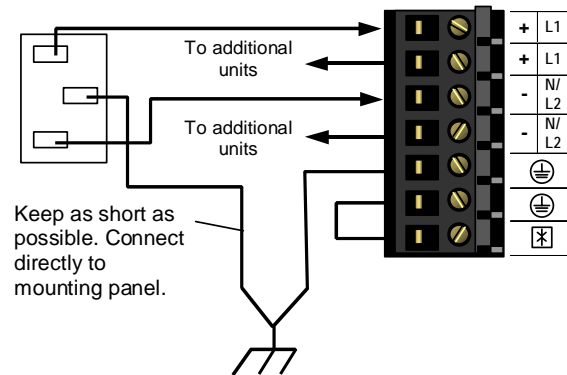 To additional
units
To additional
units
Keep as short as
possible. Connect
directly to
mounting panel.
+ L1
+ L1
- N/
L2
- N/
L2